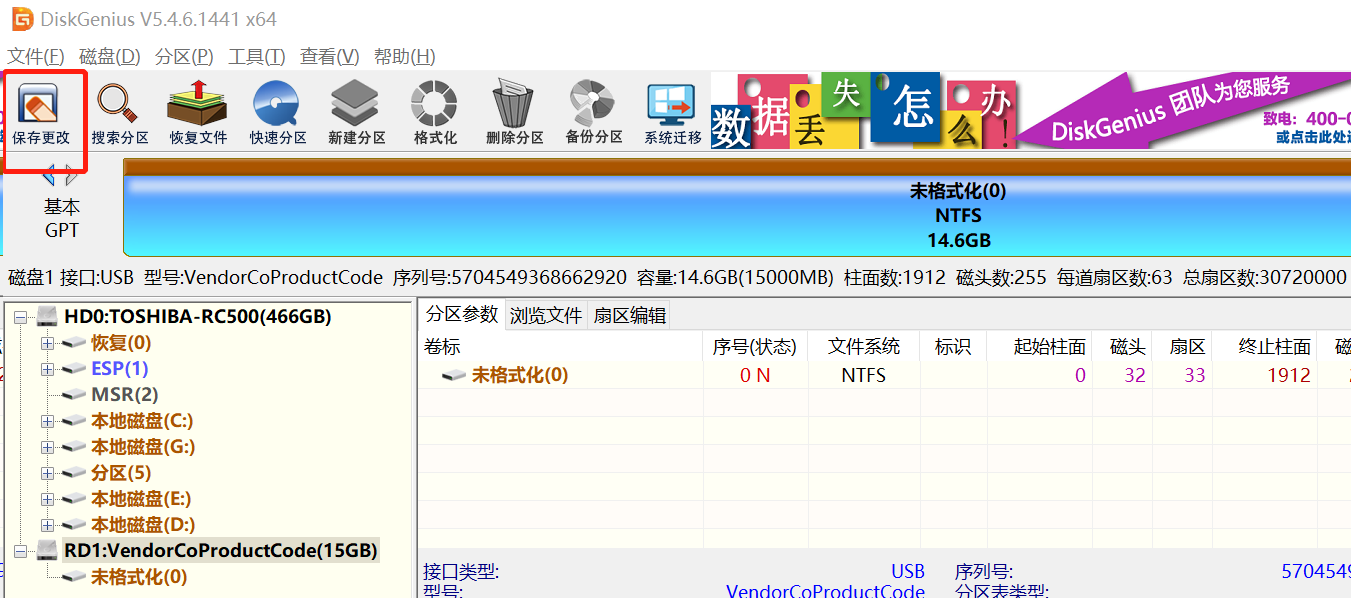 DiskGenius V5.4.6.1441 x64
文件(F) 磁盘(D) 分区(P) 工具(T) 查看(V) 帮助(H)
保存更改 搜索分区 恢复文件 快速分区 新建分区 格式化 删除分区 备份分区 系统迁移
数据丢失怎么办!
DiskGenius 团队为您服务
致电: 400-0
或点击此处
基本
GPT
未格式化(0)
NTFS
14.6GB
磁盘1 接口:USB 型号:VendorCoProductCode 序列号:5704549368662920 容量:14.6GB(15000MB) 柱面数:1912 磁头数:255 每道扇区数:63 总扇区数:30720000
HD0:TOSHIBA-RC500(466GB)
恢复(0)
ESP(1)
MSR(2)
本地磁盘(C:)
本地磁盘(G:)
分区(5)
本地磁盘(E:)
本地磁盘(D:)
RD1:VendorCoProductCode(15GB)
未格式化(0)
分区参数 浏览文件 扇区编辑
卷标 序号(状态) 文件系统 标识 起始柱面 磁头 扇区 终止柱面 磁
未格式化(0) 0 N NTFS 0 32 33 1912
接口类型: USB 序列号: 5704549
型号: VendorCoProductCode 分区表类型: